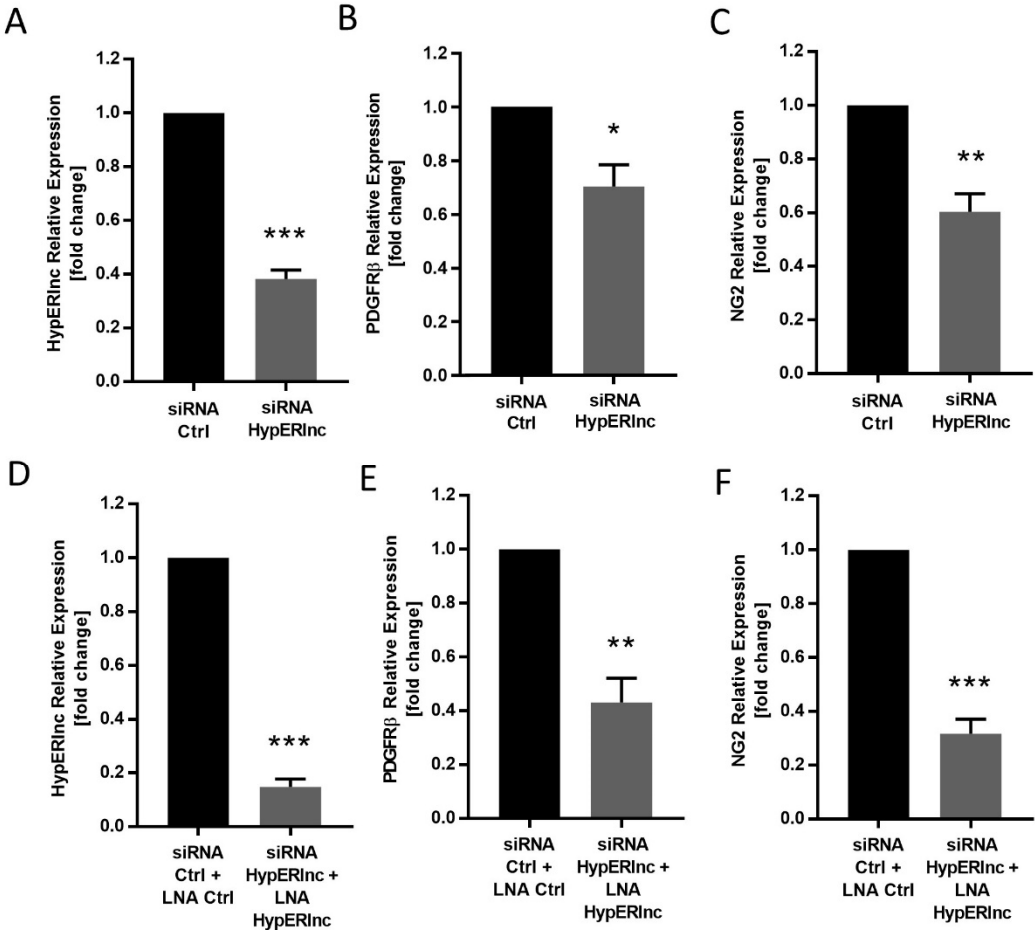 A
HypERlnc Relative Expression
[fold change]
1.2
1.0
0.8
0.6
0.4
0.2
0.0
***
siRNA
Ctrl
siRNA
HypERlnc
B
PDGFRβ Relative Expression
[fold change]
1.2
1.0
0.8
0.6
0.4
0.2
0.0
*
siRNA
Ctrl
siRNA
HypERlnc
C
NG2 Relative Expression
[fold change]
1.2
1.0
0.8
0.6
0.4
0.2
0.0
**
siRNA
Ctrl
siRNA
HypERlnc
D
HypERlnc Relative Expression
[fold change]
1.2
1.0
0.8
0.6
0.4
0.2
0.0
***
siRNA
Ctrl +
LNA Ctrl
siRNA
HypERlnc +
LNA
HypERlnc
E
PDGFRβ Relative Expression
[fold change]
1.2
1.0
0.8
0.6
0.4
0.2
0.0
**
siRNA
Ctrl +
LNA Ctrl
siRNA
HypERlnc +
LNA
HypERlnc
F
NG2 Relative Expression
[fold change]
1.2
1.0
0.8
0.6
0.4
0.2
0.0
***
siRNA
Ctrl +
LNA Ctrl
siRNA
HypERlnc +
LNA
HypERlnc